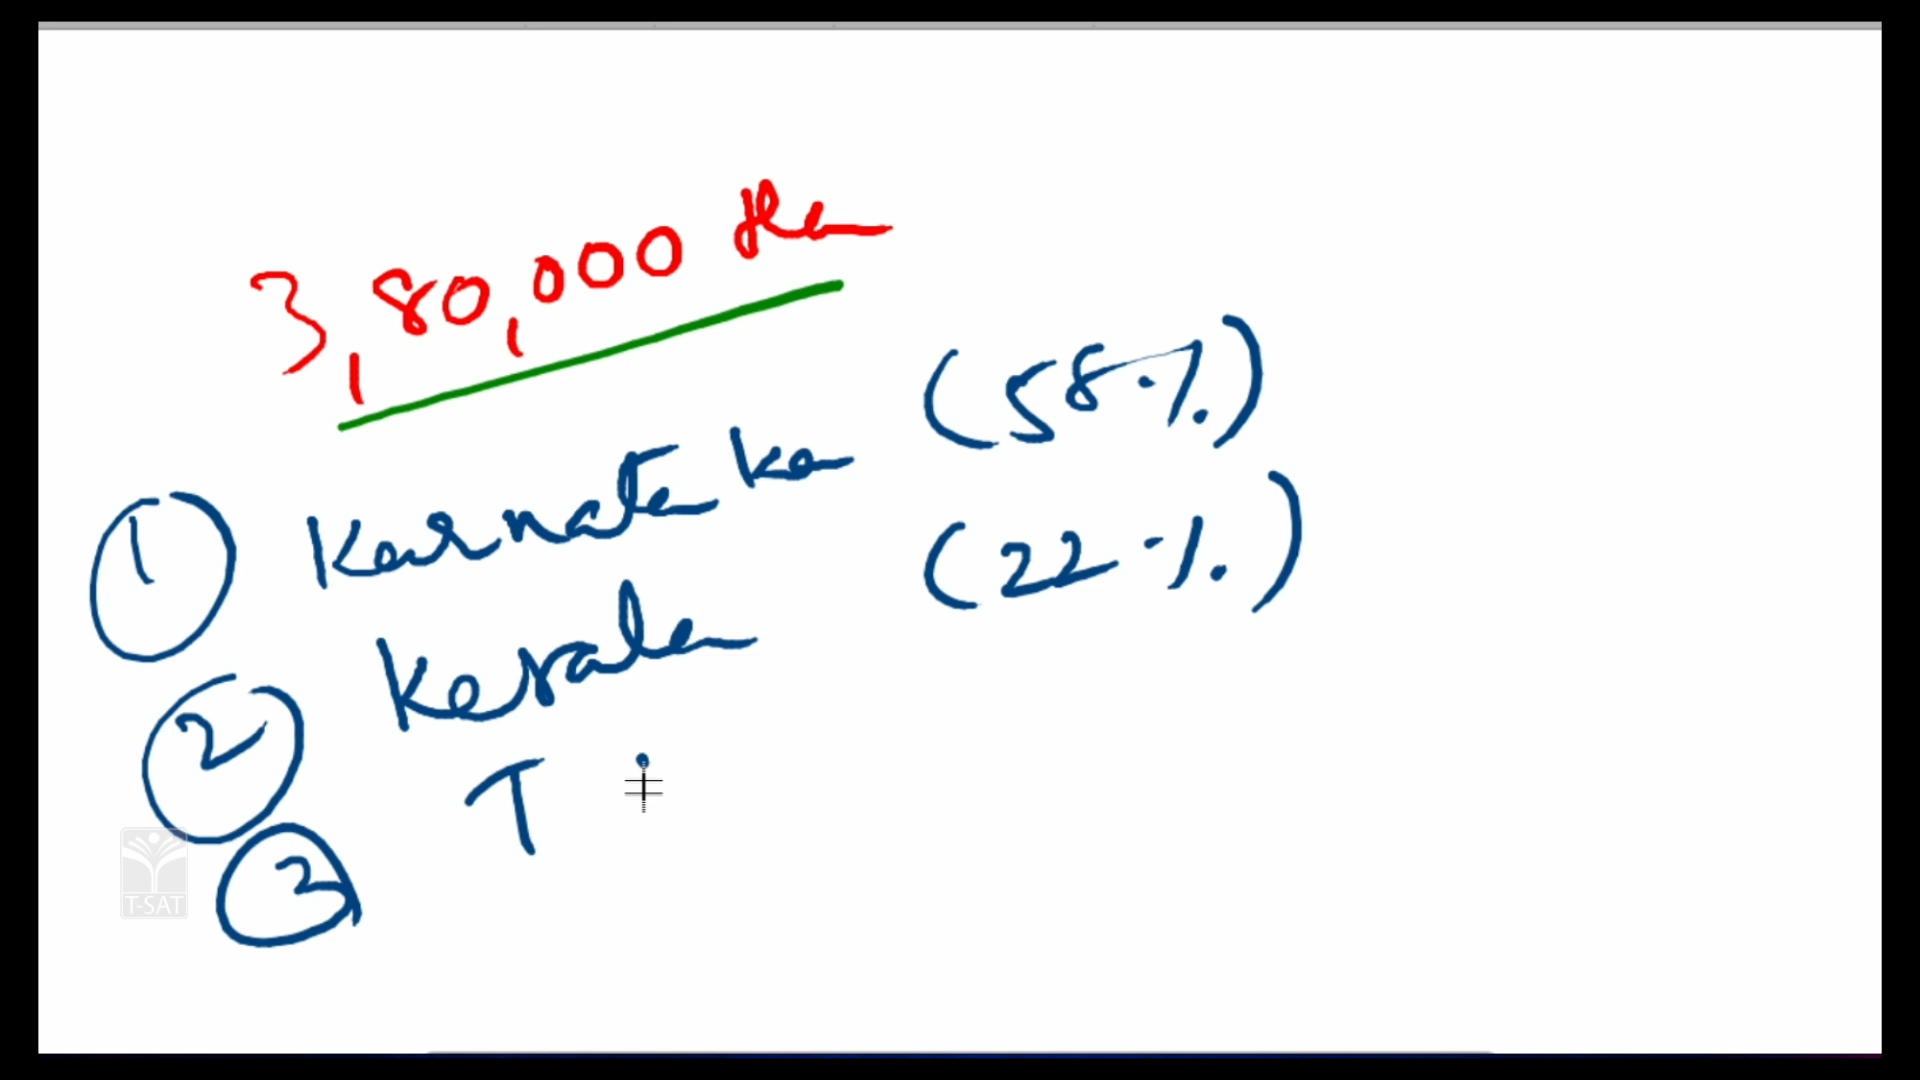 3,80,000 Ha
1 Karnataka (58%)
2 Kerala (22%)
3 T
T-SAT